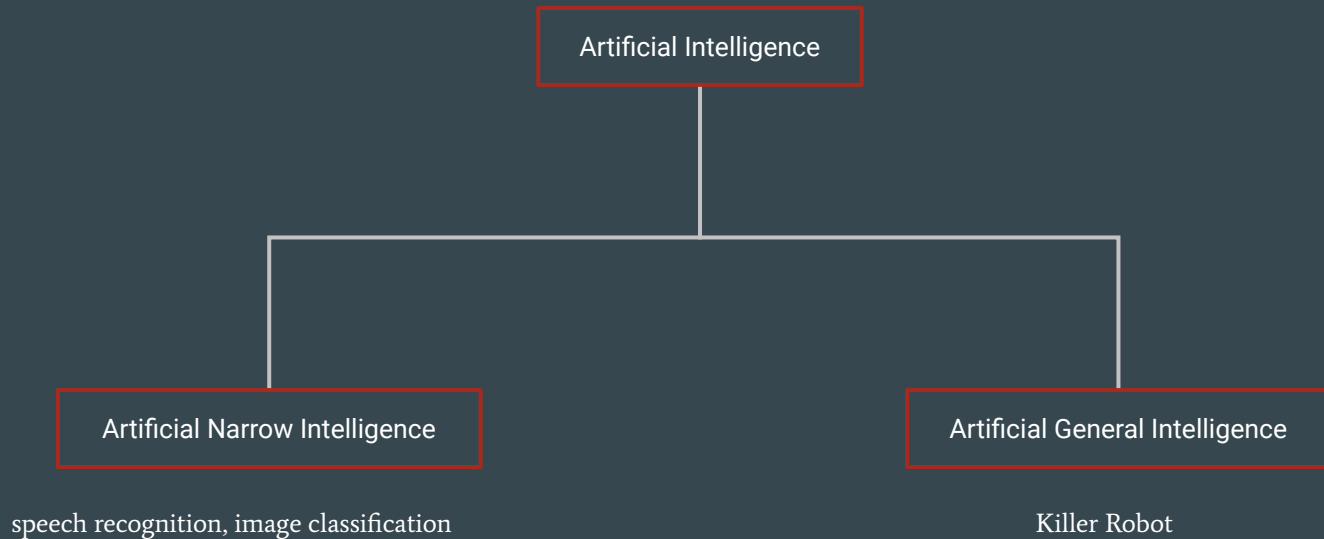 Artificial Intelligence
Artificial Narrow Intelligence
Artificial General Intelligence
speech recognition, image classification
Killer Robot